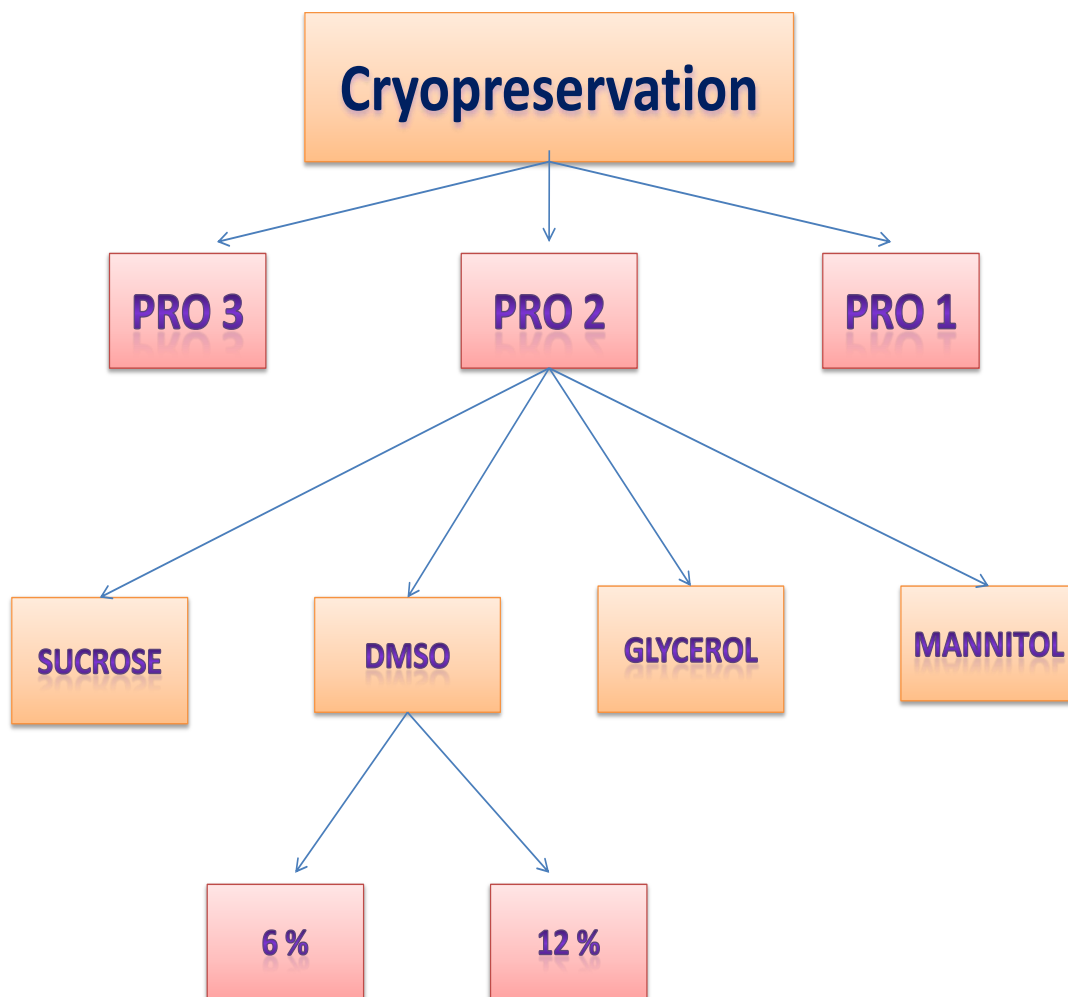 Cryopreservation
PRO 3
PRO 2
PRO 1
SUCROSE
DMSO
GLYCEROL
MANNITOL
6 %
12 %